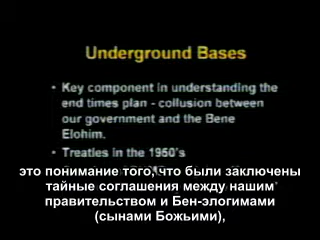 Underground Bases
• Key component in understanding the
end times plan - collusion between
our government and the Bene
Elohim.
• Treaties in the 1960's
это понимание того, что были заключены
тайные соглашения между нашим
правительством и Бен-элогимами
(сынами Божьими),